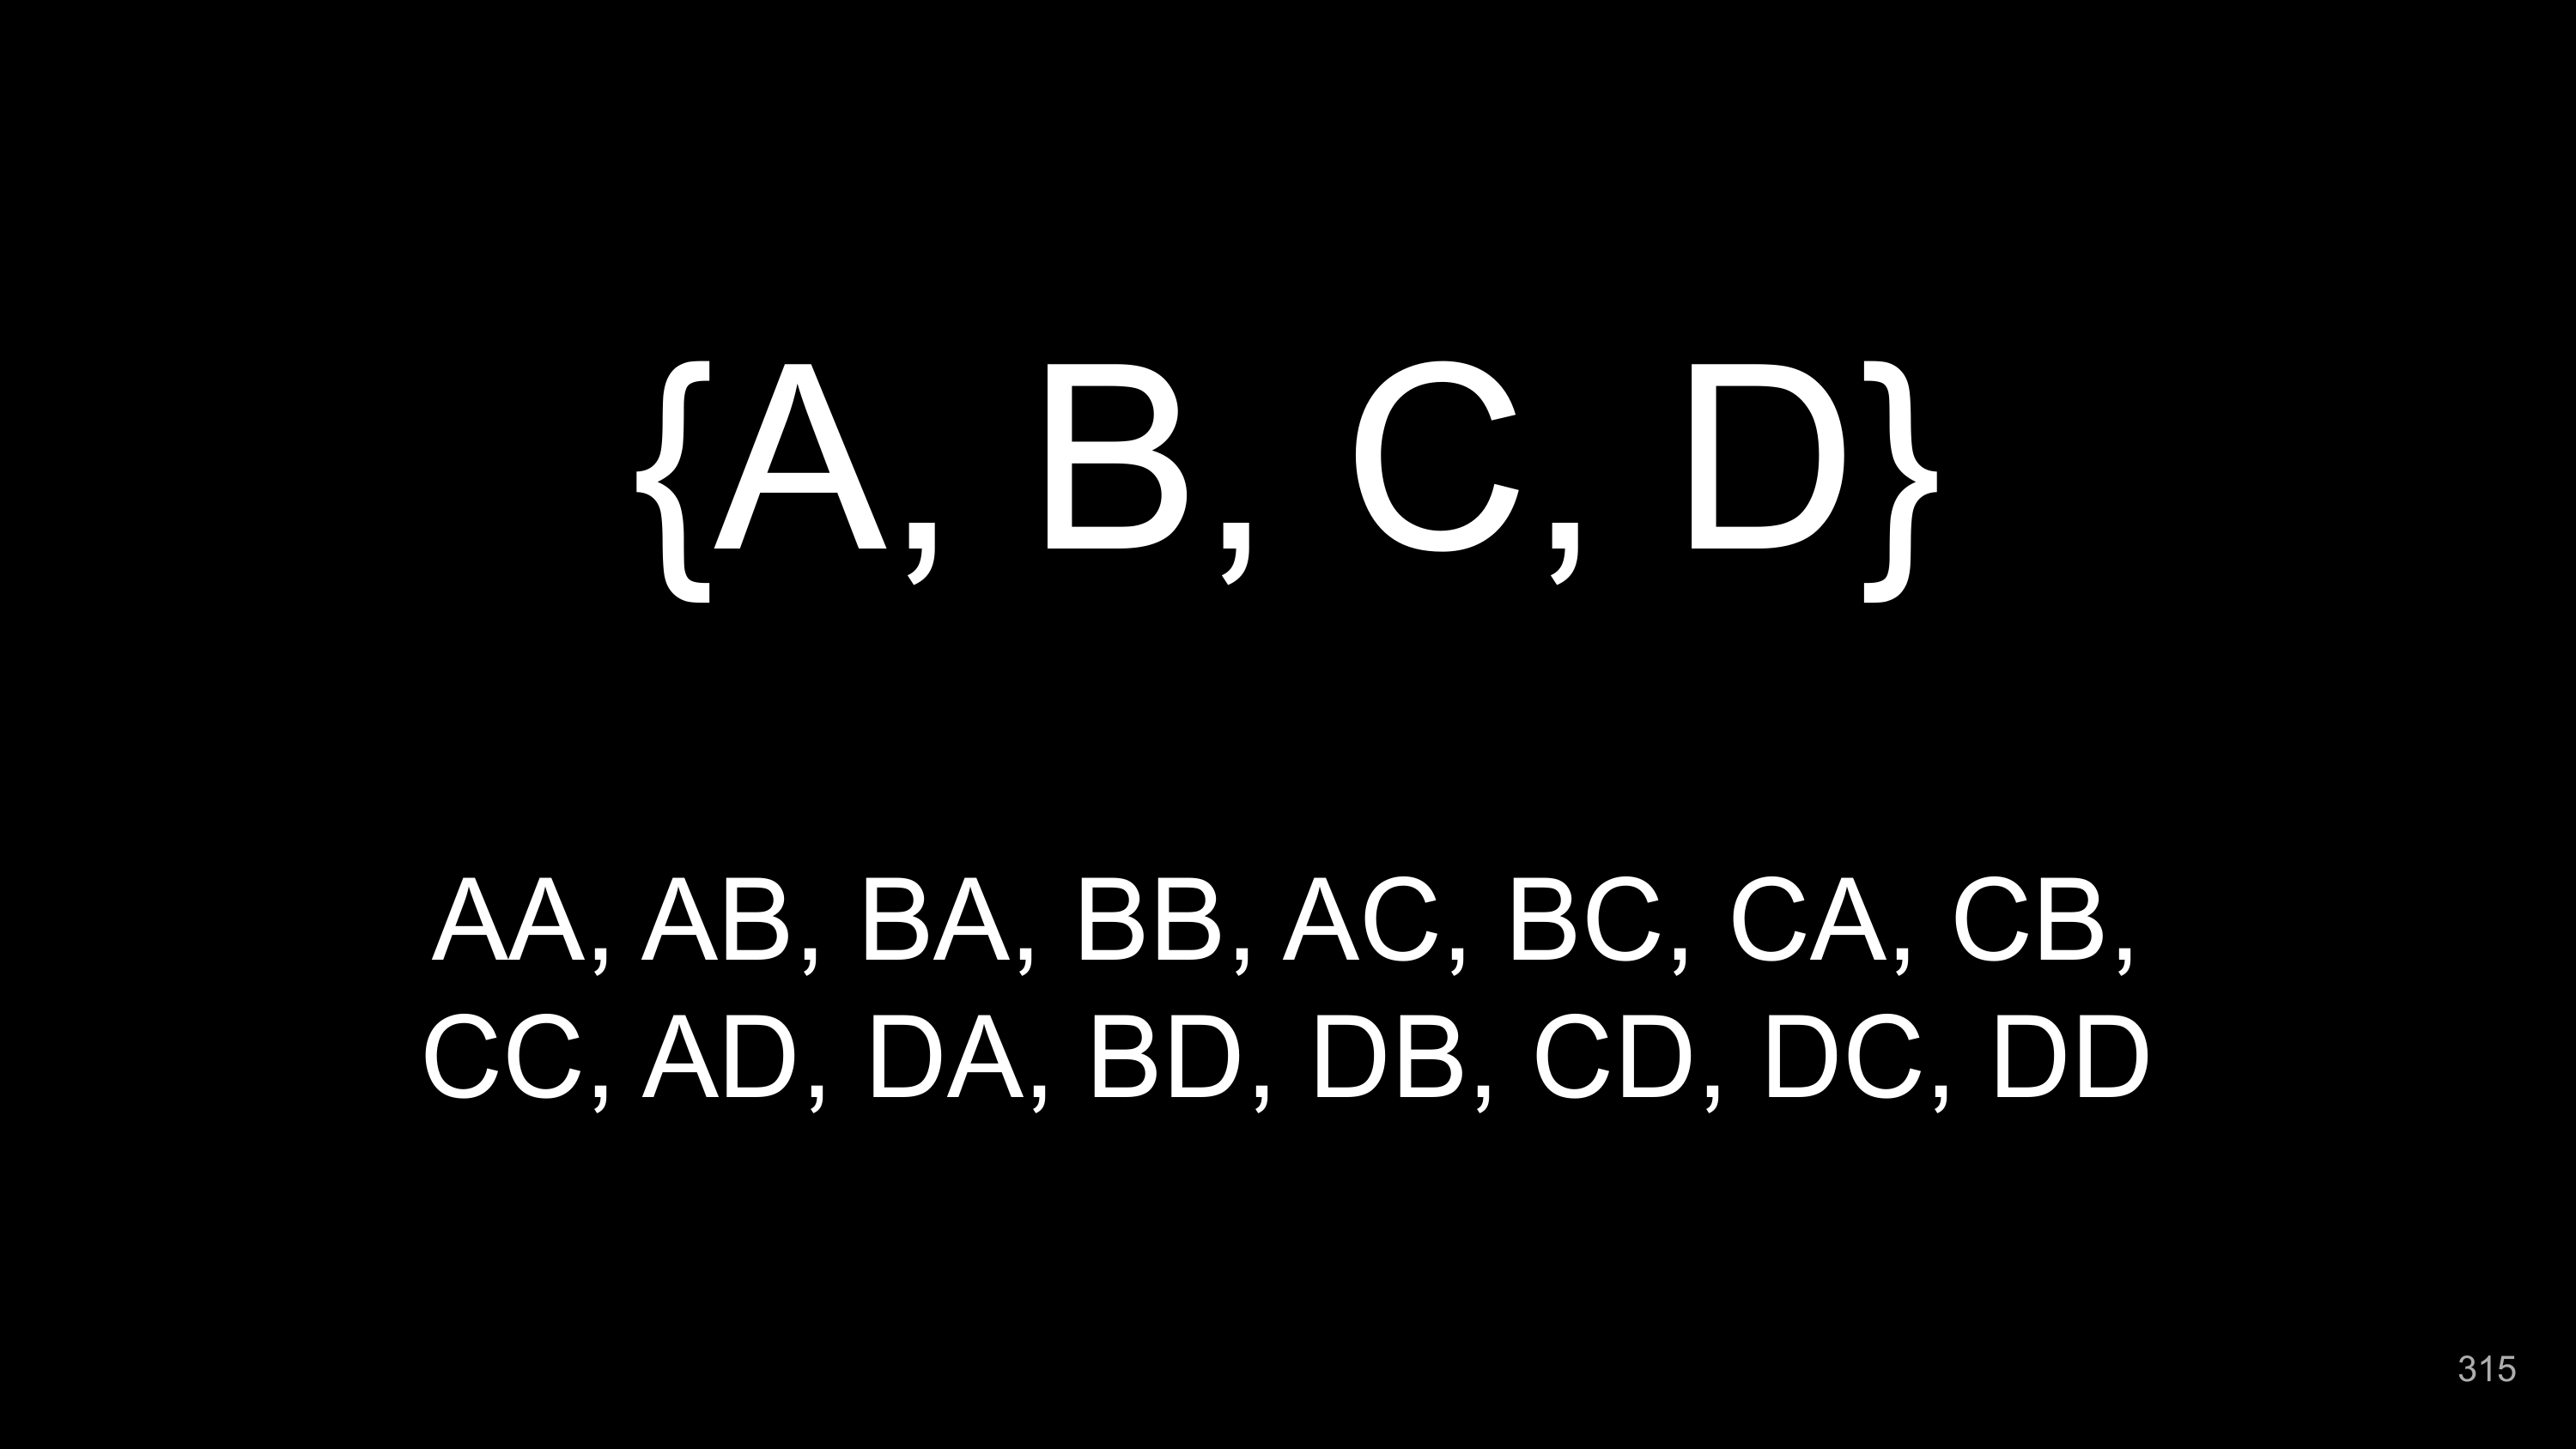 {A, B, C, D}
AA, AB, BA, BB, AC, BC, CA, CB,
CC, AD, DA, BD, DB, CD, DC, DD
315